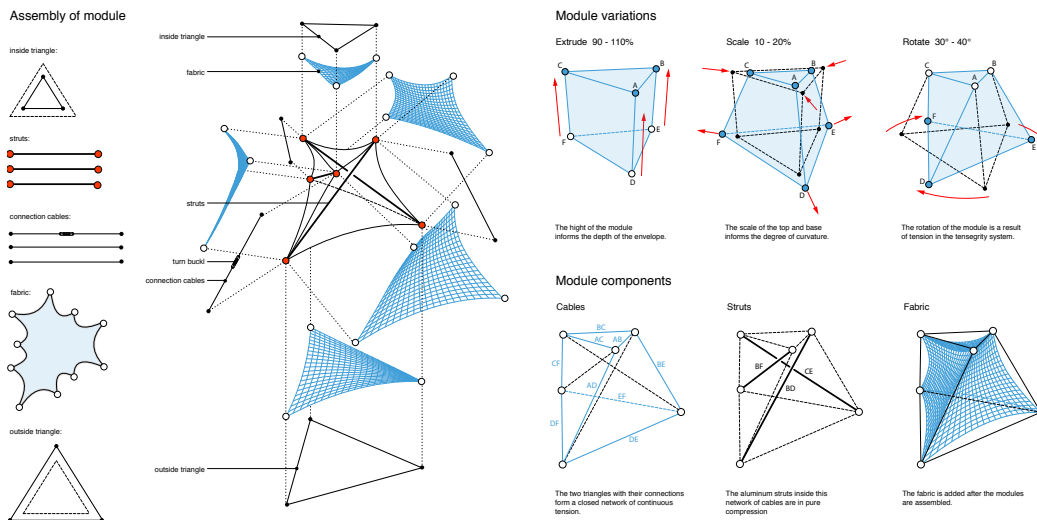 Assembly of module
inside triangle:
struts:
connection cables:
fabric:
outside triangle:
inside triangle
fabric
struts
turn buckl
connection cables
outside triangle
Module variations
Extrude 90 - 110%
C
B
A
F
E
D
The hight of the module
informs the depth of the envelope.
Scale 10 - 20%
C
B
A
F
E
D
The scale of the top and base
informs the degree of curvature.
Rotate 30° - 40°
C
B
A
F
E
D
The rotation of the module is a result
of tension in the tensegrity system.
Module components
Cables
BC
AC
AB
CF
BE
AD
EF
DF
DE
The two triangles with their connections
form a closed network of continuous
tension.
Struts
BF
CE
BD
The aluminum struts inside this
network of cables are in pure
compression
Fabric
The fabric is added after the modules
are assembled.